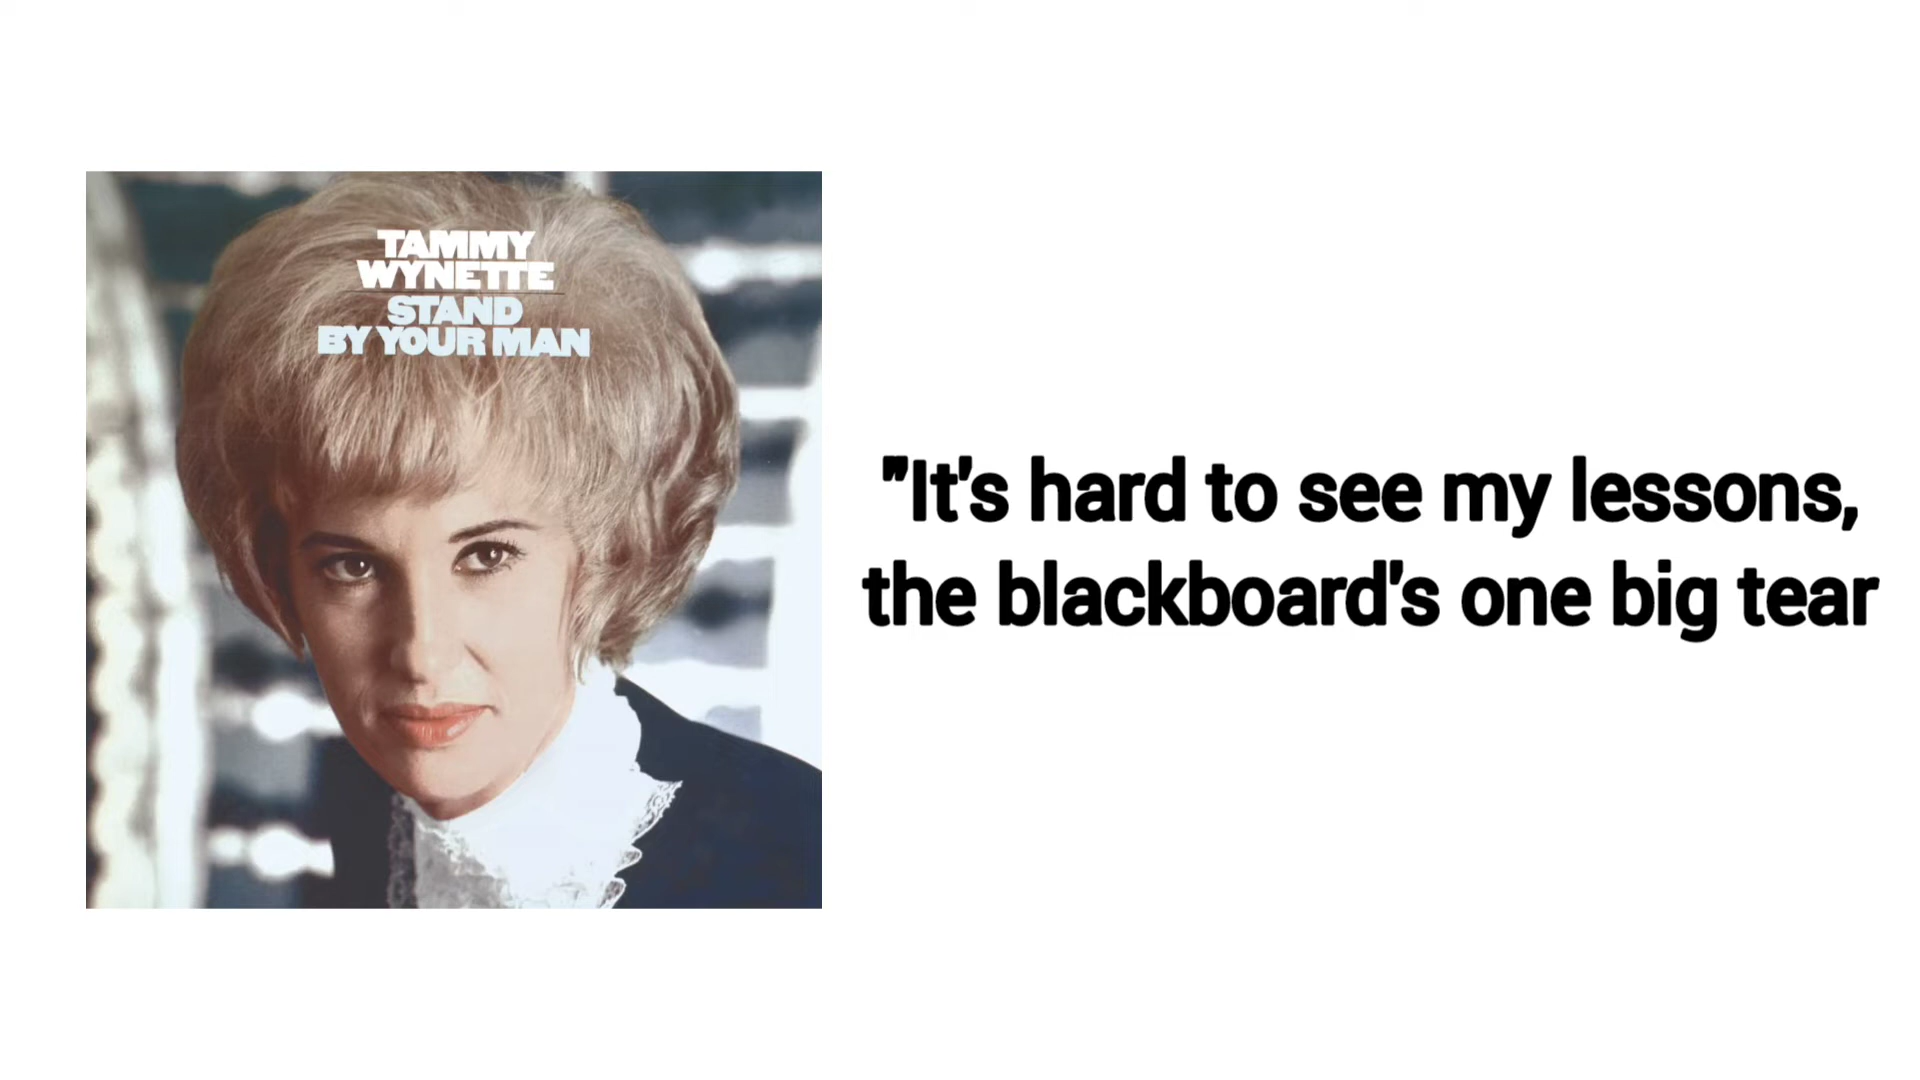 TAMMY
WYNETTE
STAND
BY YOUR MAN
"It's hard to see my lessons,
the blackboard's one big tear